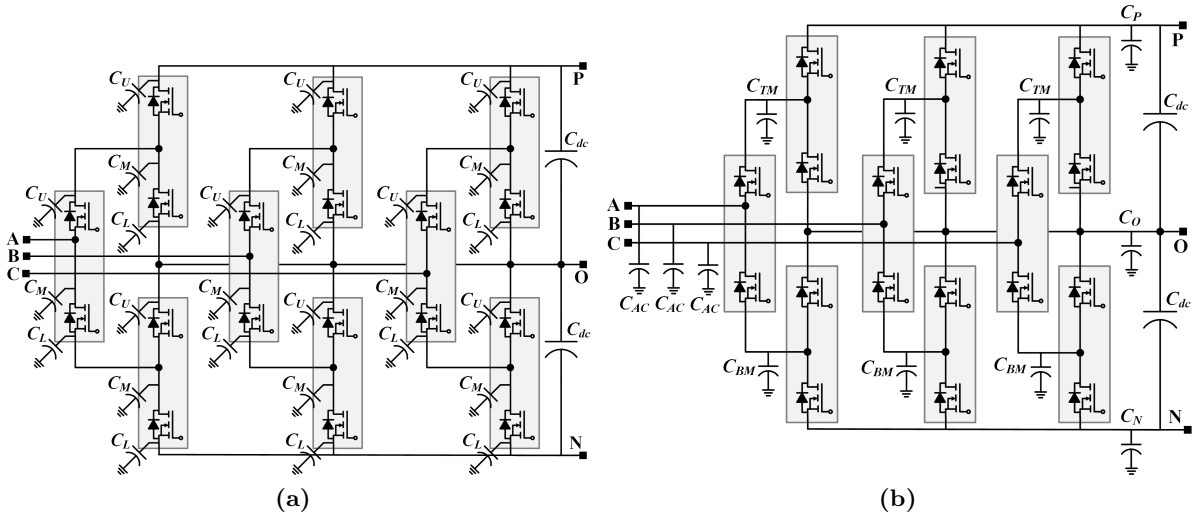 P
C_U
C_U
C_U
C_M
C_M
C_M
C_dc
C_U
C_L
C_U
C_L
C_U
C_L
A
B
C
O
C_M
C_U
C_M
C_U
C_M
C_U
C_L
C_L
C_L
C_dc
C_M
C_M
C_M
C_L
C_L
C_L
N
(a)
C_P
P
C_TM
C_TM
C_TM
C_dc
A
B
C
C_O
O
C_AC
C_AC
C_AC
C_dc
C_BM
C_BM
C_BM
C_N
N
(b)